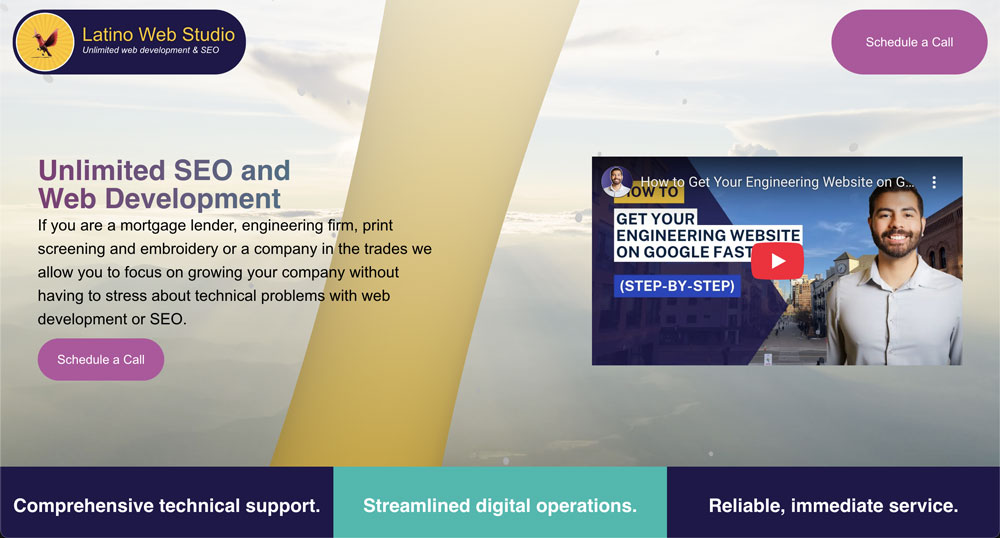 Latino Web Studio
Unlimited web development & SEO
Schedule a Call
Unlimited SEO and
Web Development
If you are a mortgage lender, engineering firm, print
screening and embroidery or a company in the trades we
allow you to focus on growing your company without
having to stress about technical problems with web
development or SEO.
Schedule a Call
How to Get Your Engineering Website on G...
HOW TO
GET YOUR
ENGINEERING WEBSITE
ON GOOGLE FAST
(STEP-BY-STEP)
Comprehensive technical support.
Streamlined digital operations.
Reliable, immediate service.